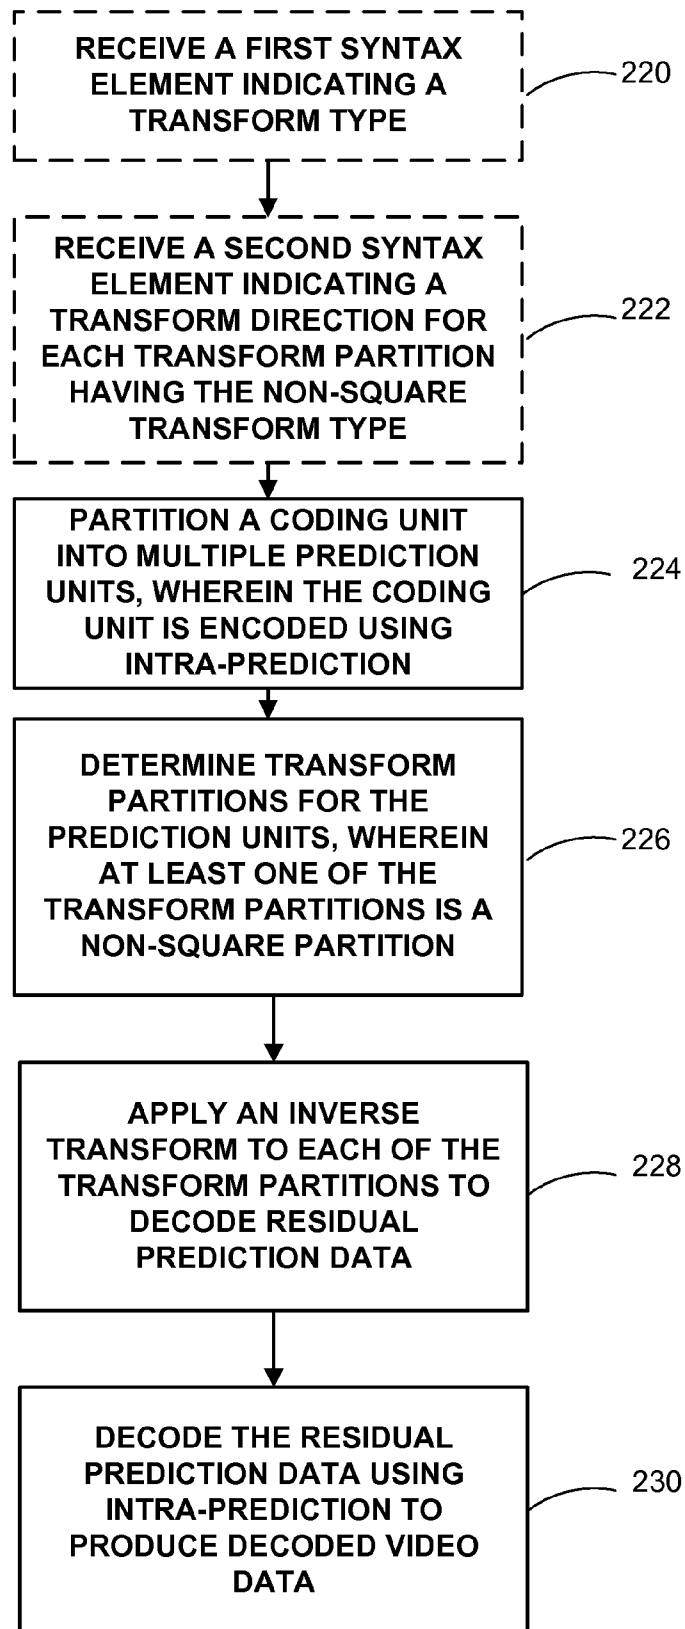 RECEIVE A FIRST SYNTAX
ELEMENT INDICATING A
TRANSFORM TYPE
220
RECEIVE A SECOND SYNTAX
ELEMENT INDICATING A
TRANSFORM DIRECTION FOR
EACH TRANSFORM PARTITION
HAVING THE NON-SQUARE
TRANSFORM TYPE
222
PARTITION A CODING UNIT
INTO MULTIPLE PREDICTION
UNITS, WHEREIN THE CODING
UNIT IS ENCODED USING
INTRA-PREDICTION
224
DETERMINE TRANSFORM
PARTITIONS FOR THE
PREDICTION UNITS, WHEREIN
AT LEAST ONE OF THE
TRANSFORM PARTITIONS IS A
NON-SQUARE PARTITION
226
APPLY AN INVERSE
TRANSFORM TO EACH OF THE
TRANSFORM PARTITIONS TO
DECODE RESIDUAL
PREDICTION DATA
228
DECODE THE RESIDUAL
PREDICTION DATA USING
INTRA-PREDICTION TO
PRODUCE DECODED VIDEO
DATA
230